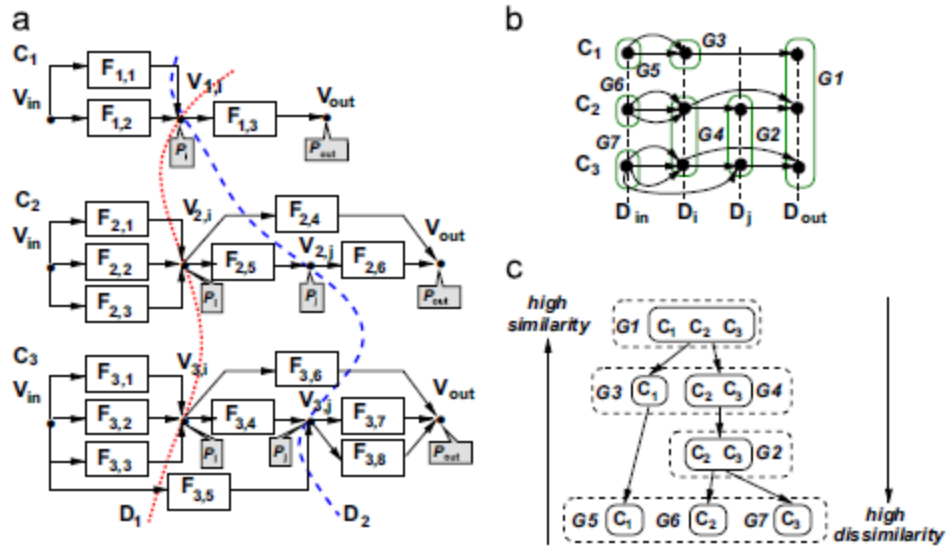 a
C1
F1,1
V1,i
Vin
F1,2
F1,3
Vout
Pi
Pout
C2
F2,1
V2,i
F2,4
Vin
Vout
F2,2
F2,5
V2,j
F2,6
F2,3
Pi
Pj
Pout
C3
F3,1
V3,i
F3,6
Vin
Vout
F3,2
F3,4
V3,j
F3,7
F3,3
Pi
Pj
F3,8
Pout
F3,5
D1
D2
b
C1
G3
G5
G1
G6
C2
G4
G2
G7
C3
Din
Di
Dj
Dout
c
high
similarity
G1
C1 C2 C3
G3
C1
C2 C3
G4
C2 C3
G2
G5
C1
G6
C2
G7
C3
high
dissimilarity